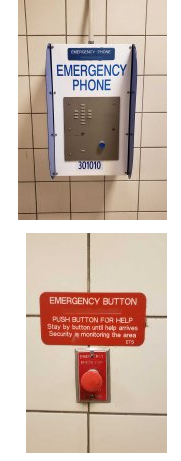 EMERGENCY PHONE
EMERGENCY
PHONE
301010
EMERGENCY BUTTON
PUSH BUTTON FOR HELP
Stay by button until help arrives
Security is monitoring the area
EMERGENCY